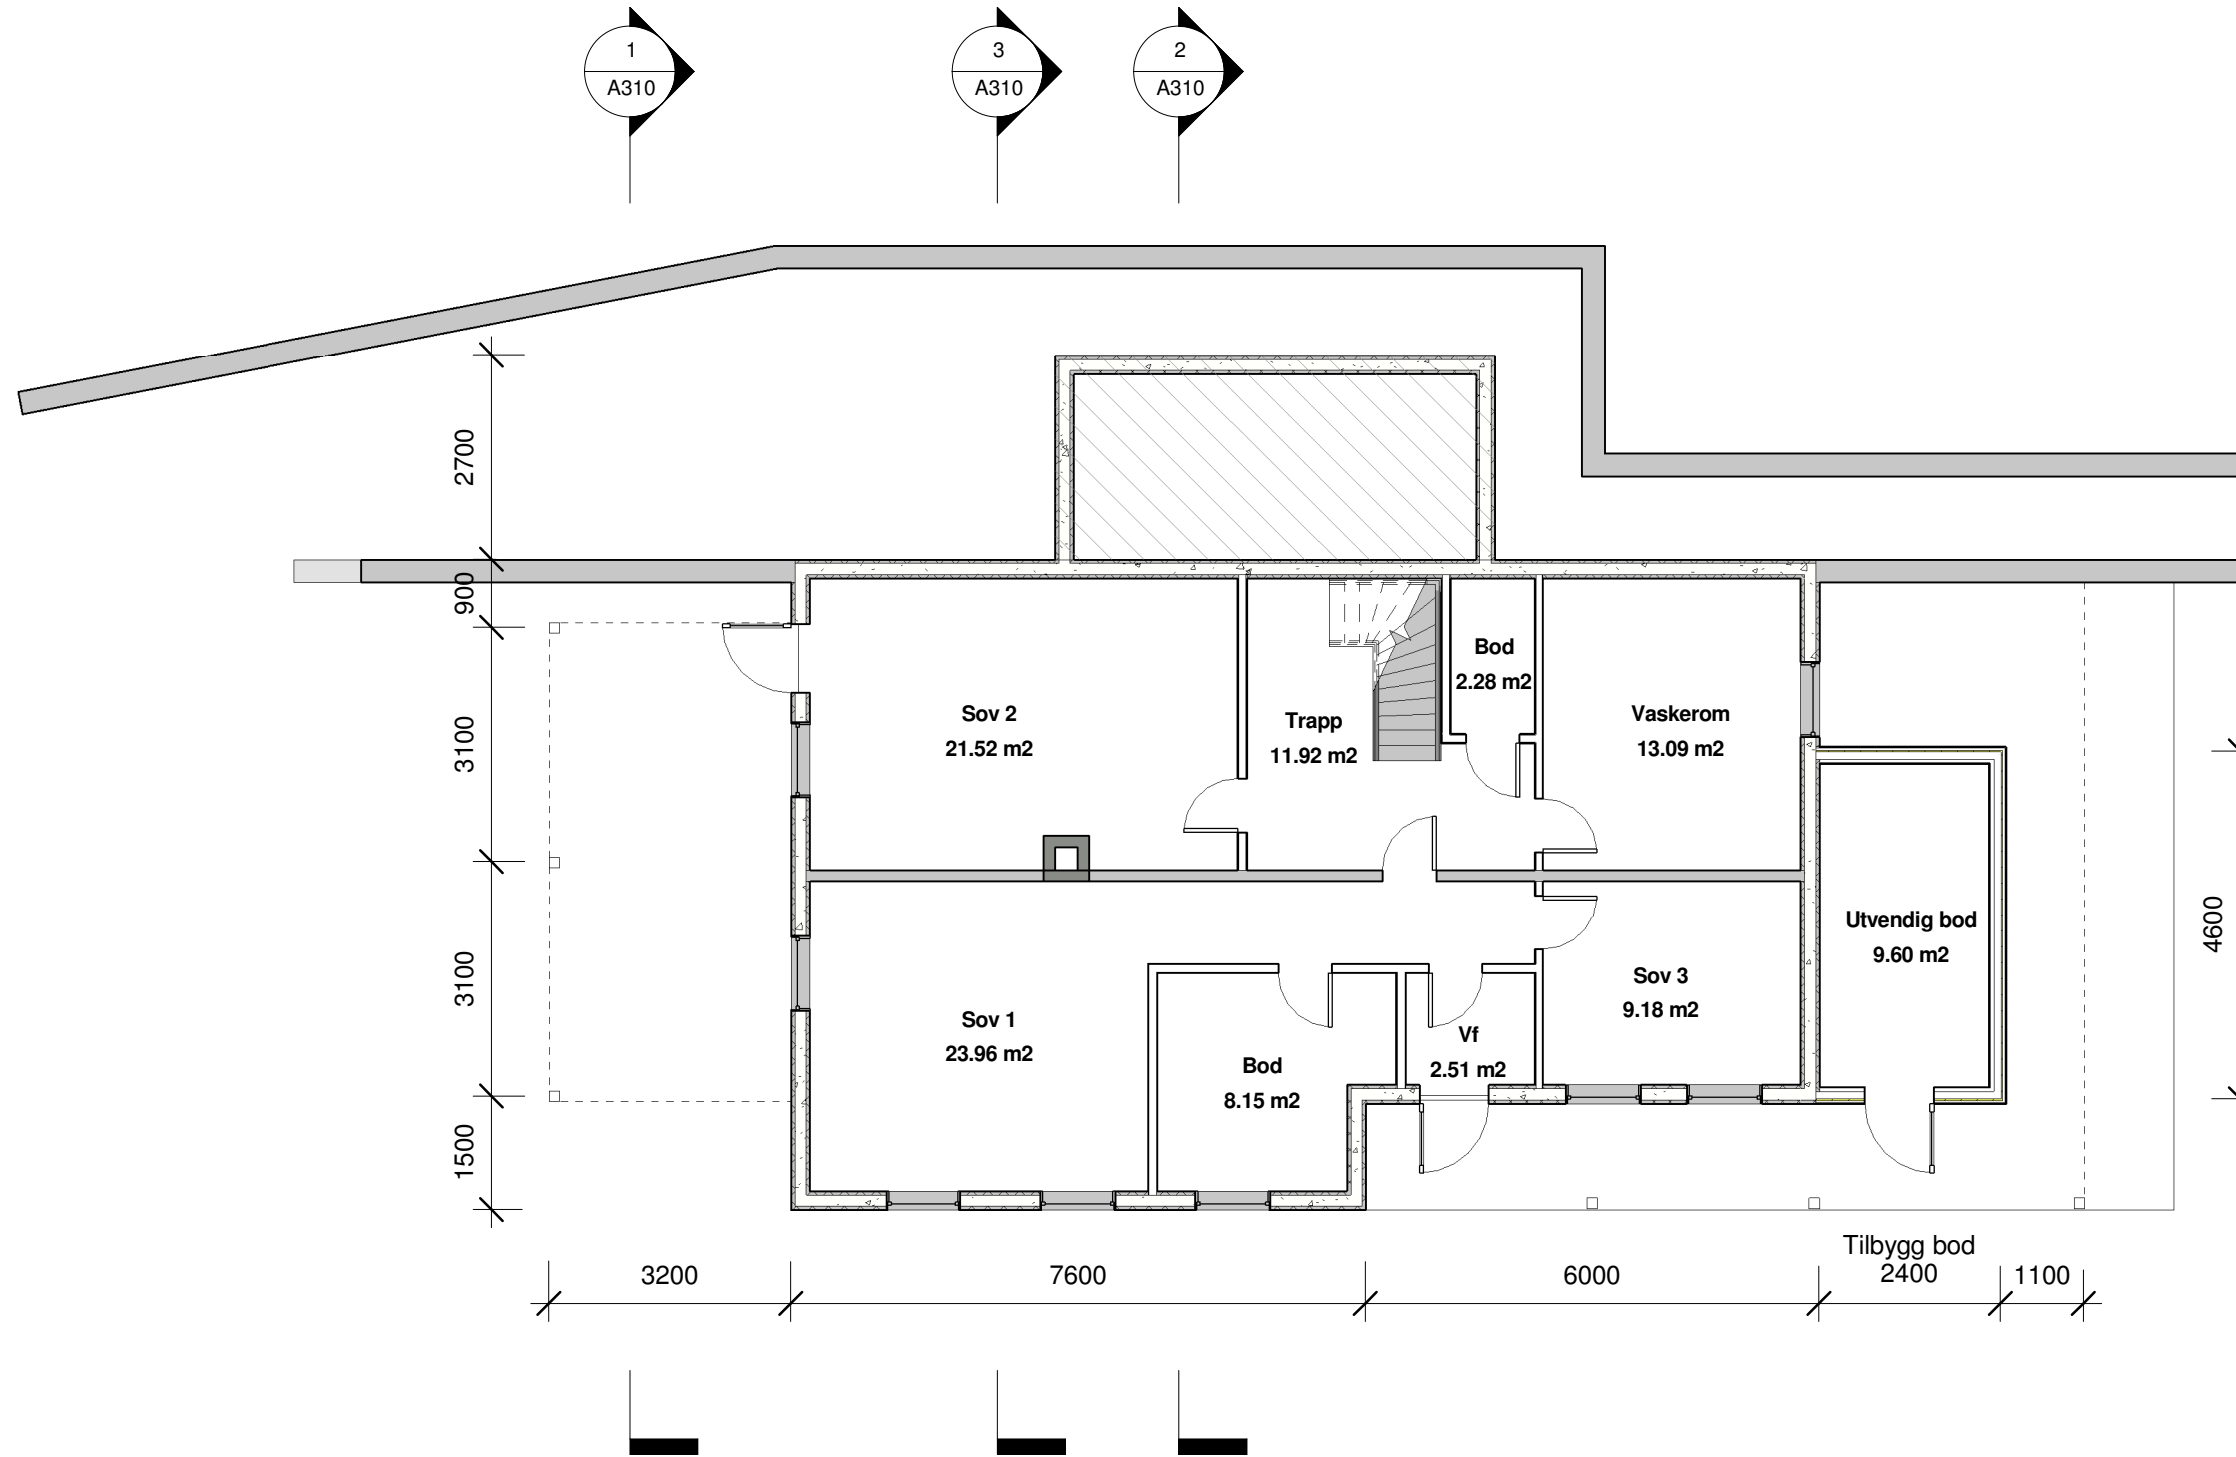 1
A310
3
A310
2
A310
2700
900
3100
3100
1500
Sov 2
21.52 m2
Trapp
11.92 m2
Bod
2.28 m2
Vaskerom
13.09 m2
Utvendig bod
9.60 m2
4600
Sov 1
23.96 m2
Bod
8.15 m2
Vf
2.51 m2
Sov 3
9.18 m2
Tilbygg bod
3200
7600
6000
2400
1100